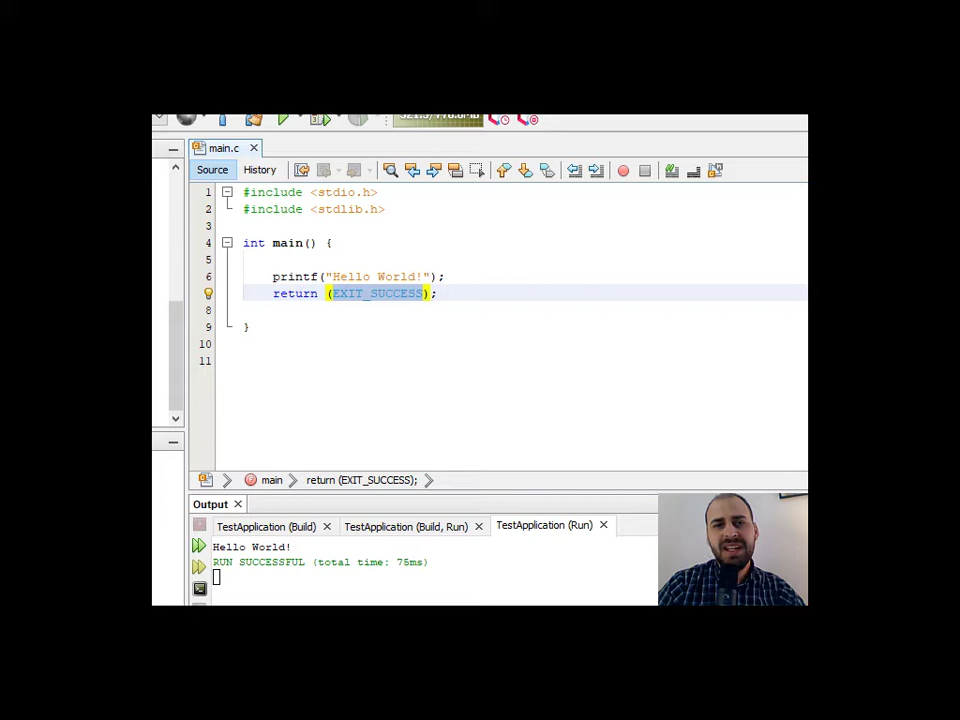 main.c
Source History
1 #include <stdio.h>
2 #include <stdlib.h>
3
4 int main() {
5
6 printf("Hello World!");
return (EXIT_SUCCESS);
8
9 }
10
11
main return (EXIT_SUCCESS);
Output
TestApplication (Build) TestApplication (Build, Run) TestApplication (Run)
Hello World!
RUN SUCCESSFUL (total time: 75ms)